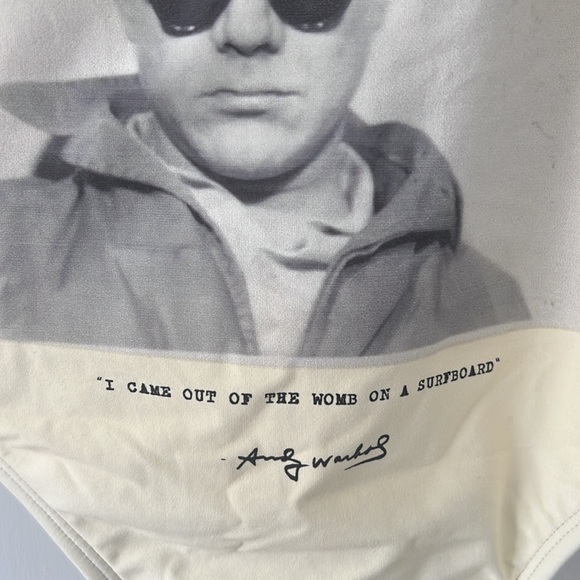 "I CAME OUT OF THE WOMB ON A SURFBOARD"
- Andy Warhol